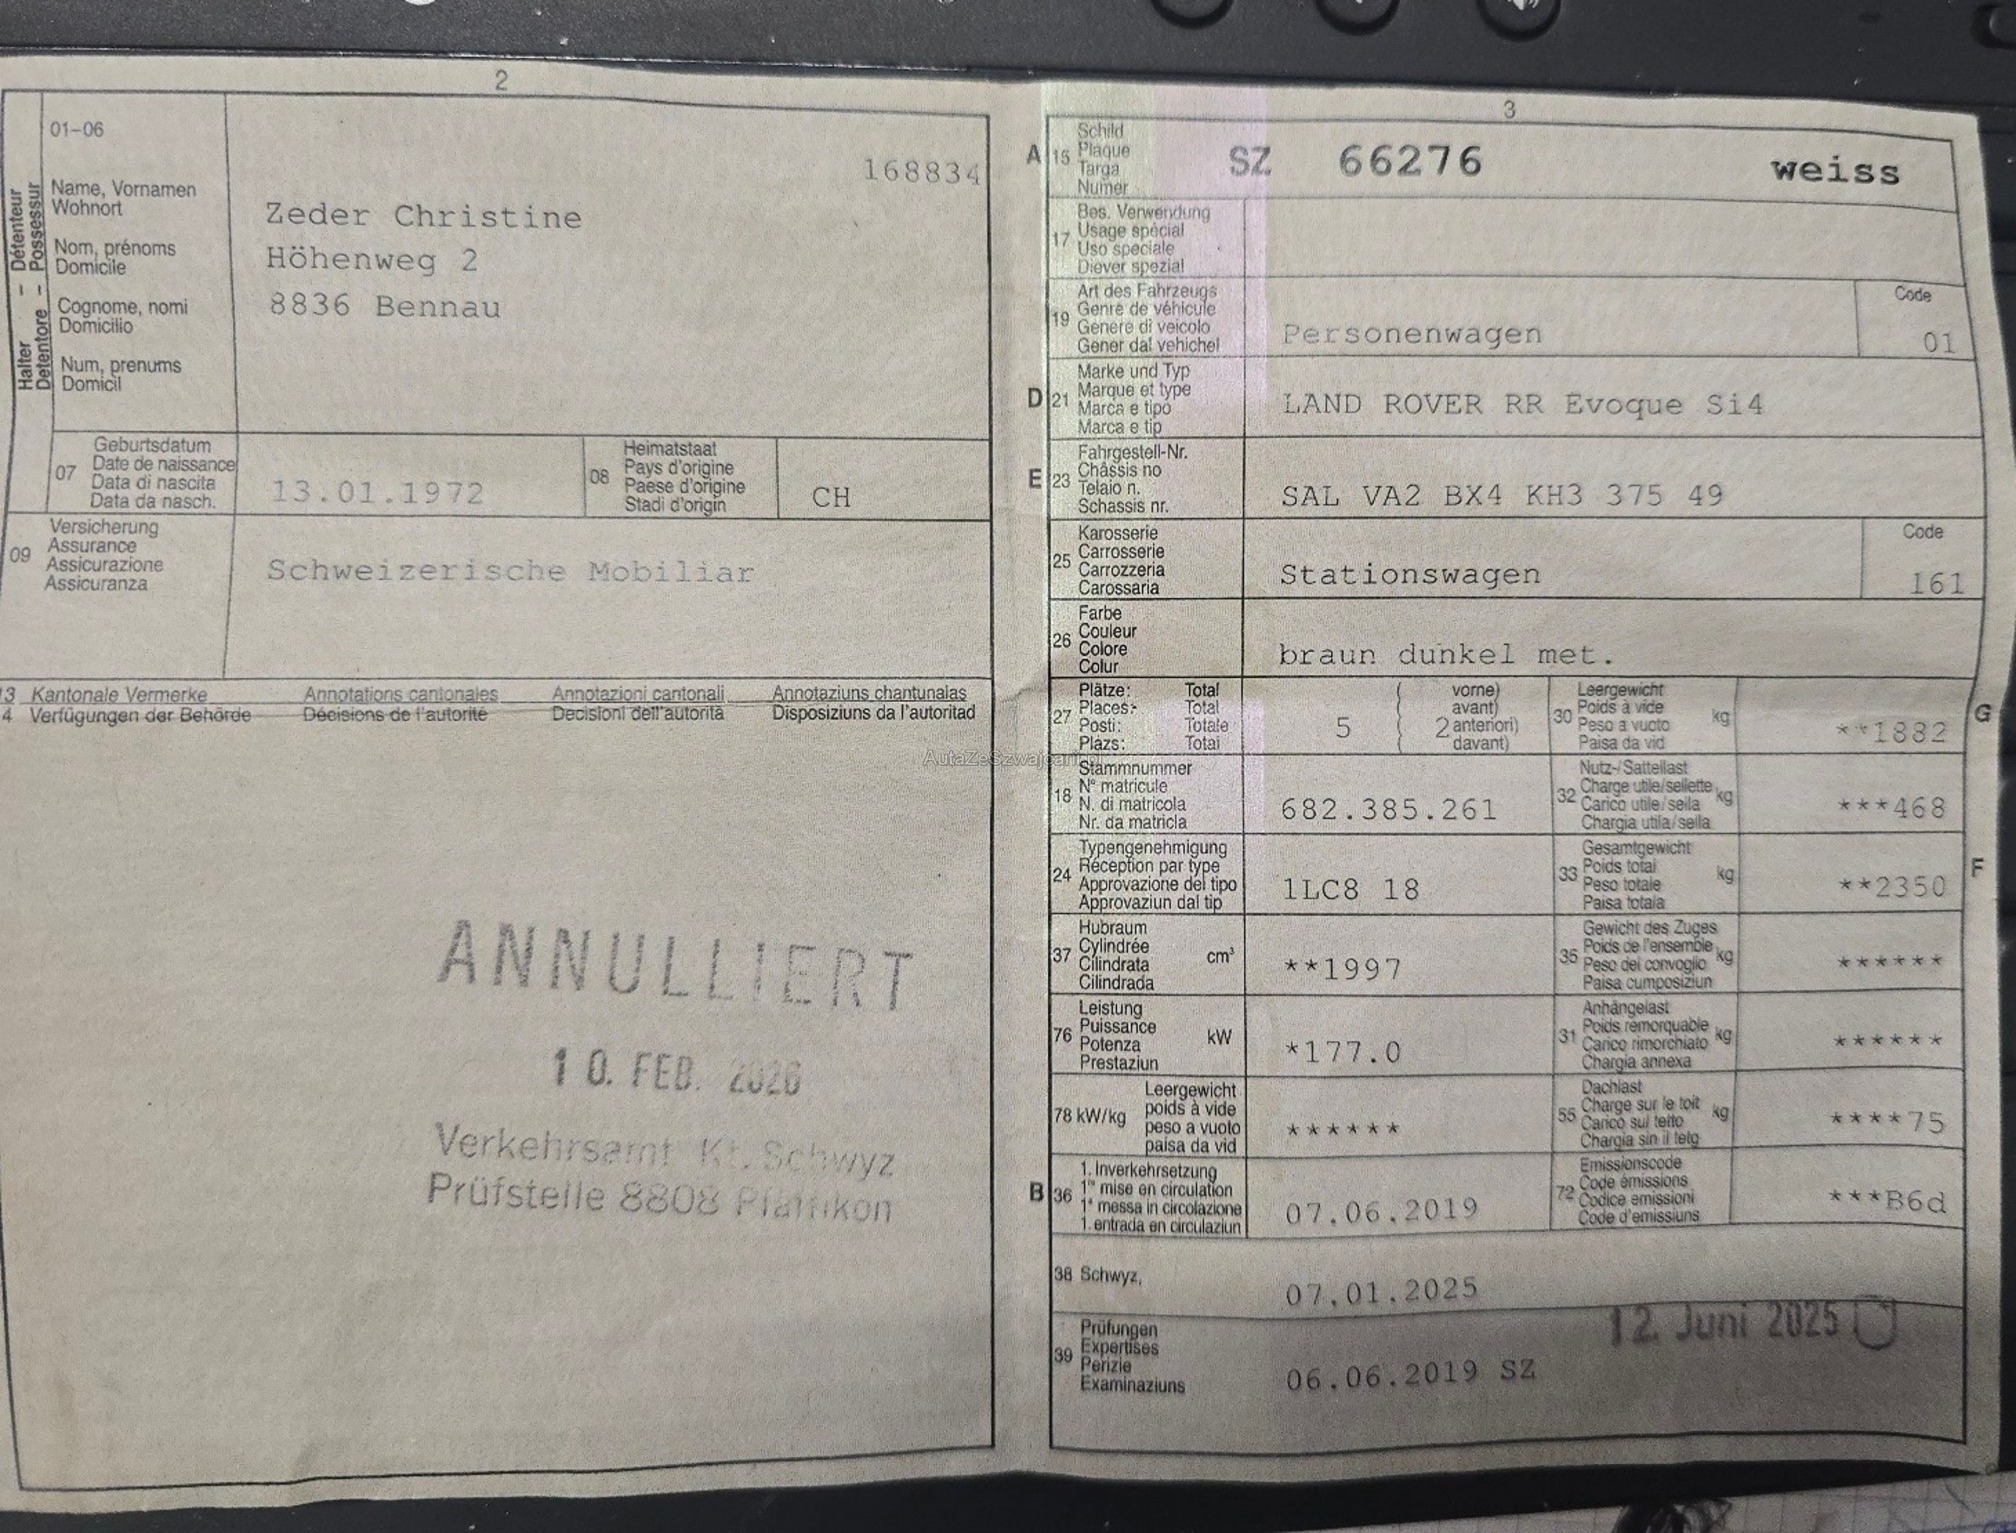 2
01-06
168834
Halter - Détenteur
Detentore - Possessur
Name, Vornamen
Wohnort
Nom, prénoms
Domicile
Cognome, nomi
Domicilio
Num, prenums
Domicil
Zeder Christine
Höhenweg 2
8836 Bennau
07
Geburtsdatum
Date de naissance
Data di nascita
Data da nasch.
13.01.1972
08
Heimatstaat
Pays d'origine
Paese d'origine
Stadi d'origin
CH
09
Versicherung
Assurance
Assicurazione
Assicuranza
Schweizerische Mobiliar
13 Kantonale Vermerke Annotations cantonales Annotazioni cantonali Annotaziuns chantunalas
14 Verfügungen der Behörde Décisions de l'autorité Decisioni dell'autorità Disposiziuns da l'autoritad
ANNULLIERT
10. FEB. 2026
Verkehrsamt Kt. Schwyz
Prüfstelle 8808 Pfäffikon
AutaZeSzwajcarii.pl
3
A 15
Schild
Plaque
Targa
Numer
SZ 66276 weiss
17
Bes. Verwendung
Usage spécial
Uso speciale
Diever spezial
19
Art des Fahrzeugs
Genre de véhicule
Genere di veicolo
Gener dal vehichel
Personenwagen
Code
01
D 21
Marke und Typ
Marque et type
Marca e tipo
Marca e tip
LAND ROVER RR Evoque Si4
E 23
Fahrgestell-Nr.
Châssis no
Telaio n.
Schassis nr.
SAL VA2 BX4 KH3 375 49
25
Karosserie
Carrosserie
Carrozzeria
Carossaria
Stationswagen
Code
161
26
Farbe
Couleur
Colore
Colur
braun dunkel met.
27
Plätze: Total
Places: Total
Posti: Totale
Plazs: Total
5
2
vorne)
avant)
anteriori)
davant)
30
Leergewicht
Poids à vide
Peso a vuoto
Paisa da vid
kg
**1882
G
18
Stammnummer
N° matricule
N. di matricola
Nr. da matricla
682.385.261
32
Nutz-/Sattellast
Charge utile/sellette
Carico utile/sella
Chargia utila/sella
kg
***468
24
Typengenehmigung
Réception par type
Approvazione del tipo
Approvaziun dal tip
1LC8 18
33
Gesamtgewicht
Poids total
Peso totale
Paisa totala
kg
**2350
F
37
Hubraum
Cylindrée
Cilindrata
Cilindrada
cm³
**1997
35
Gewicht des Zuges
Poids de l'ensemble
Peso del convoglio
Paisa cumposiziun
kg
******
76
Leistung
Puissance
Potenza
Prestaziun
kW
*177.0
31
Anhängelast
Poids remorquable
Carico rimorchiato
Chargia annexa
kg
******
78 kW/kg
Leergewicht
poids à vide
peso a vuoto
paisa da vid
******
55
Dachlast
Charge sur le toit
Carico sul tetto
Chargia sin il tetg
kg
****75
B 36
1. Inverkehrsetzung
1re mise en circulation
1a messa in circolazione
1. entrada en circulaziun
07.06.2019
72
Emissionscode
Code émissions
Codice emissioni
Code d'emissiuns
***B6d
38 Schwyz,
07.01.2025
39
Prüfungen
Expertises
Perizie
Examinaziuns
06.06.2019 SZ
12. Juni 2025